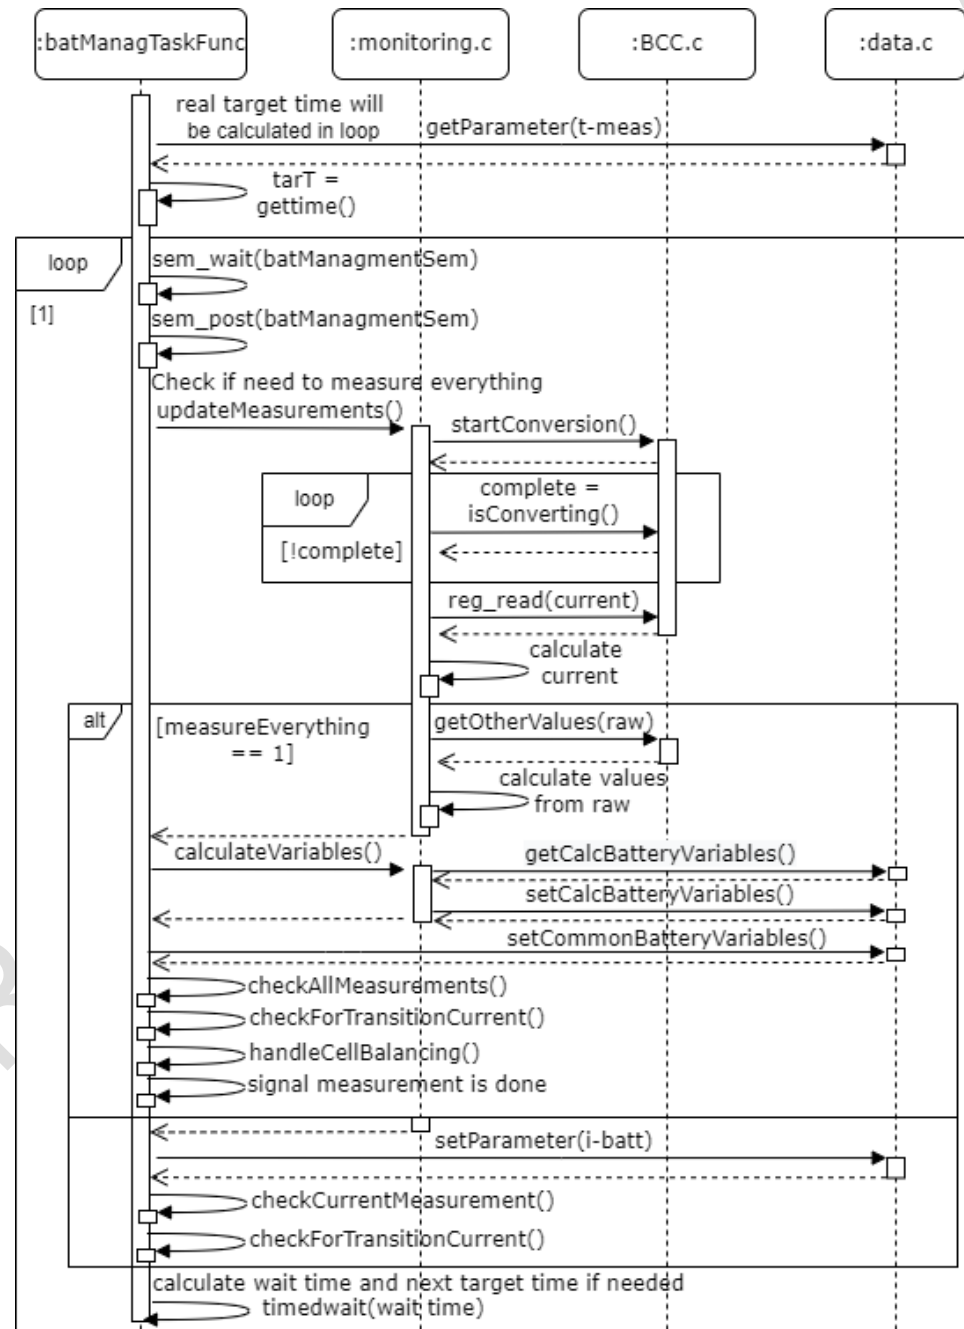 :batManagTaskFunc
:monitoring.c
:BCC.c
:data.c
real target time will
be calculated in loop
getParameter(t-meas)
tarT =
gettime()
loop
[1]
sem_wait(batManagmentSem)
sem_post(batManagmentSem)
Check if need to measure everything
updateMeasurements()
startConversion()
loop
[!complete]
complete =
isConverting()
reg_read(current)
calculate
current
alt
[measureEverything
== 1]
getOtherValues(raw)
calculate values
from raw
calculateVariables()
getCalcBatteryVariables()
setCalcBatteryVariables()
setCommonBatteryVariables()
checkAllMeasurements()
checkForTransitionCurrent()
handleCellBalancing()
signal measurement is done
setParameter(i-batt)
checkCurrentMeasurement()
checkForTransitionCurrent()
calculate wait time and next target time if needed
timedwait(wait time)